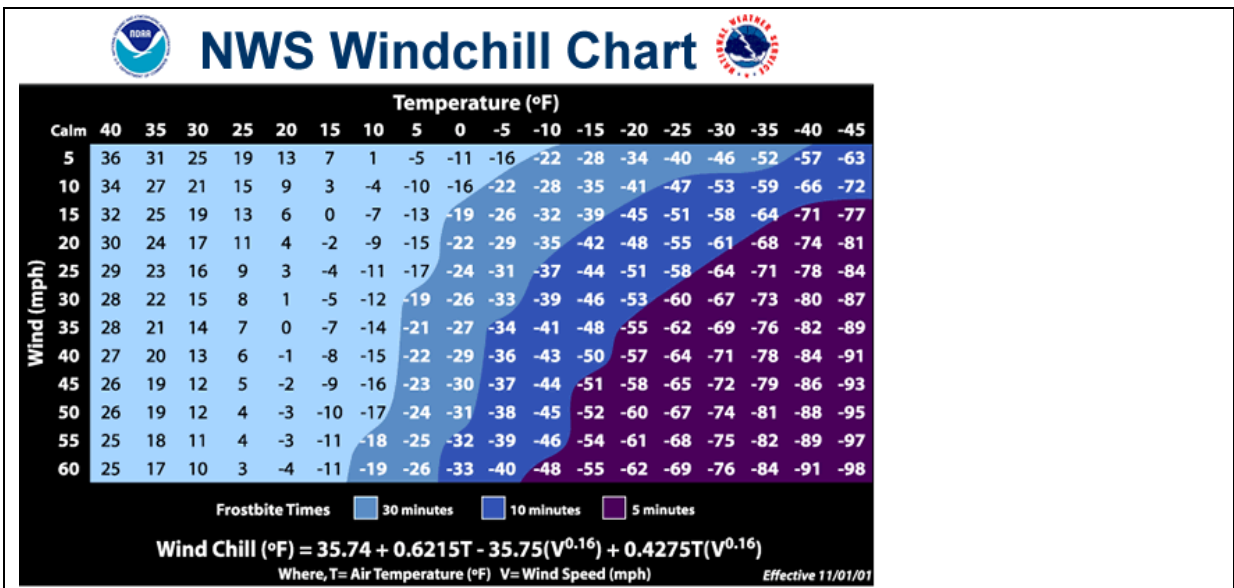 NOAA
NWS Windchill Chart
Temperature (ºF)
Calm 40 35 30 25 20 15 10 5 0 -5 -10 -15 -20 -25 -30 -35 -40 -45
Wind (mph)
5 36 31 25 19 13 7 1 -5 -11 -16 -22 -28 -34 -40 -46 -52 -57 -63
10 34 27 21 15 9 3 -4 -10 -16 -22 -28 -35 -41 -47 -53 -59 -66 -72
15 32 25 19 13 6 0 -7 -13 -19 -26 -32 -39 -45 -51 -58 -64 -71 -77
20 30 24 17 11 4 -2 -9 -15 -22 -29 -35 -42 -48 -55 -61 -68 -74 -81
25 29 23 16 9 3 -4 -11 -17 -24 -31 -37 -44 -51 -58 -64 -71 -78 -84
30 28 22 15 8 1 -5 -12 -19 -26 -33 -39 -46 -53 -60 -67 -73 -80 -87
35 28 21 14 7 0 -7 -14 -21 -27 -34 -41 -48 -55 -62 -69 -76 -82 -89
40 27 20 13 6 -1 -8 -15 -22 -29 -36 -43 -50 -57 -64 -71 -78 -84 -91
45 26 19 12 5 -2 -9 -16 -23 -30 -37 -44 -51 -58 -65 -72 -79 -86 -93
50 26 19 12 4 -3 -10 -17 -24 -31 -38 -45 -52 -60 -67 -74 -81 -88 -95
55 25 18 11 4 -3 -11 -18 -25 -32 -39 -46 -54 -61 -68 -75 -82 -89 -97
60 25 17 10 3 -4 -11 -19 -26 -33 -40 -48 -55 -62 -69 -76 -84 -91 -98
Frostbite Times 30 minutes 10 minutes 5 minutes
Wind Chill (ºF) = 35.74 + 0.6215T - 35.75(V^0.16) + 0.4275T(V^0.16)
Where, T= Air Temperature (ºF) V= Wind Speed (mph) Effective 11/01/01